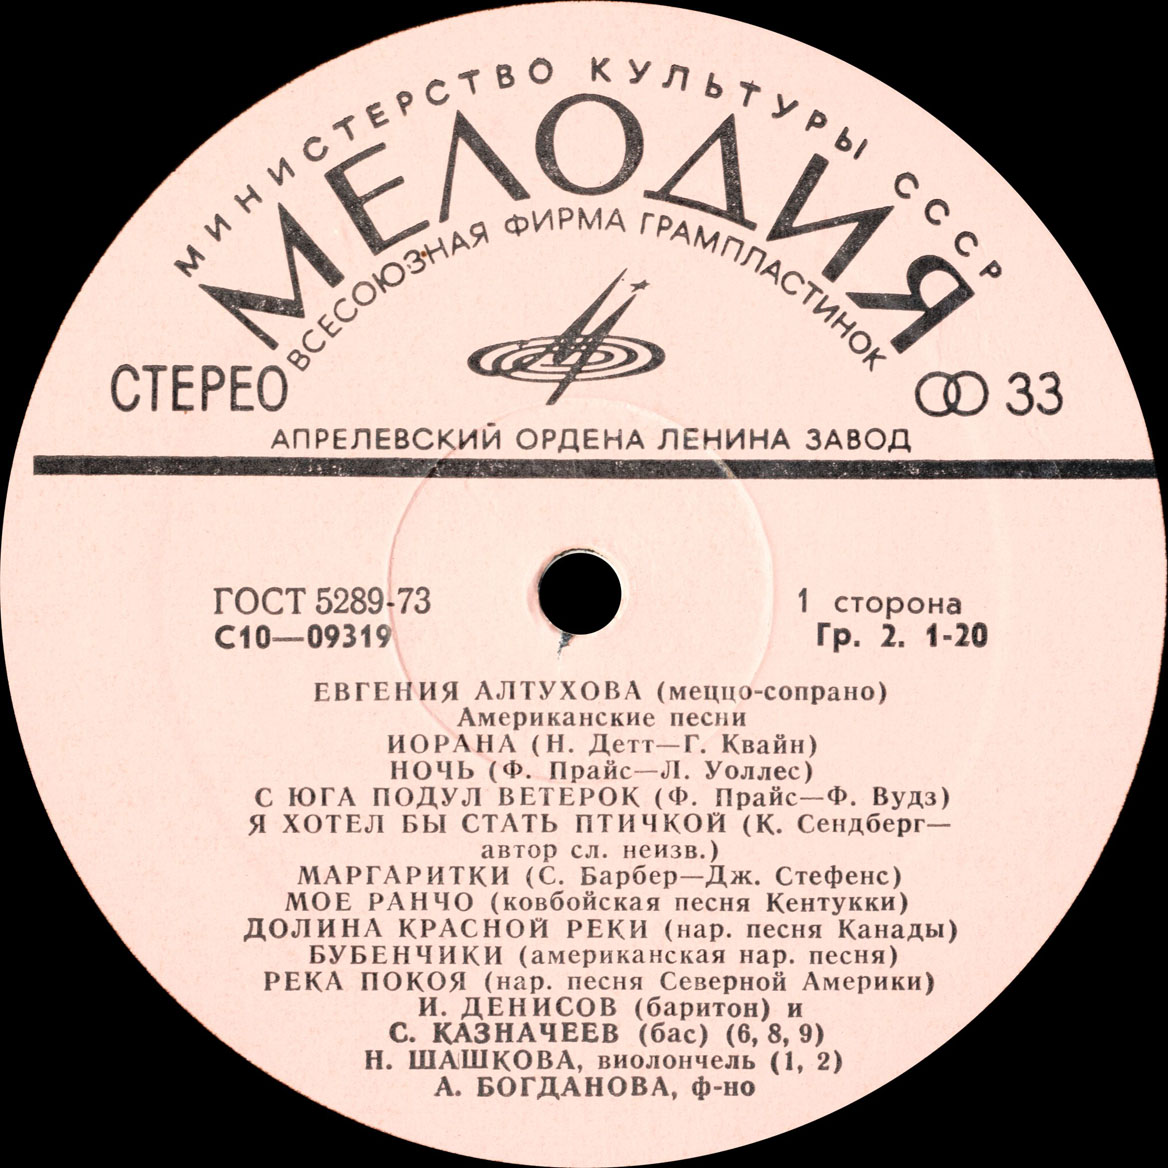 МИНИСТЕРСТВО КУЛЬТУРЫ СССР
МЕЛОДИЯ
ВСЕСОЮЗНАЯ ФИРМА ГРАМПЛАСТИНОК
СТЕРЕО
33
АПРЕЛЕВСКИЙ ОРДЕНА ЛЕНИНА ЗАВОД
ГОСТ 5289-73
1 сторона
С10—09319
Гр. 2. 1-20
ЕВГЕНИЯ АЛТУХОВА (меццо-сопрано)
Американские песни
ИОРАНА (Н. Детт—Г. Квайн)
НОЧЬ (Ф. Прайс—Л. Уоллес)
С ЮГА ПОДУЛ ВЕТЕРОК (Ф. Прайс—Ф. Вудз)
Я ХОТЕЛ БЫ СТАТЬ ПТИЧКОЙ (К. Сендберг—
автор сл. неизв.)
МАРГАРИТКИ (С. Барбер—Дж. Стефенс)
МОЕ РАНЧО (ковбойская песня Кентукки)
ДОЛИНА КРАСНОЙ РЕКИ (нар. песня Канады)
БУБЕНЧИКИ (американская нар. песня)
РЕКА ПОКОЯ (нар. песня Северной Америки)
И. ДЕНИСОВ (баритон) и
С. КАЗНАЧЕЕВ (бас) (6, 8, 9)
Н. ШАШКОВА, виолончель (1, 2)
А. БОГДАНОВА, ф-но